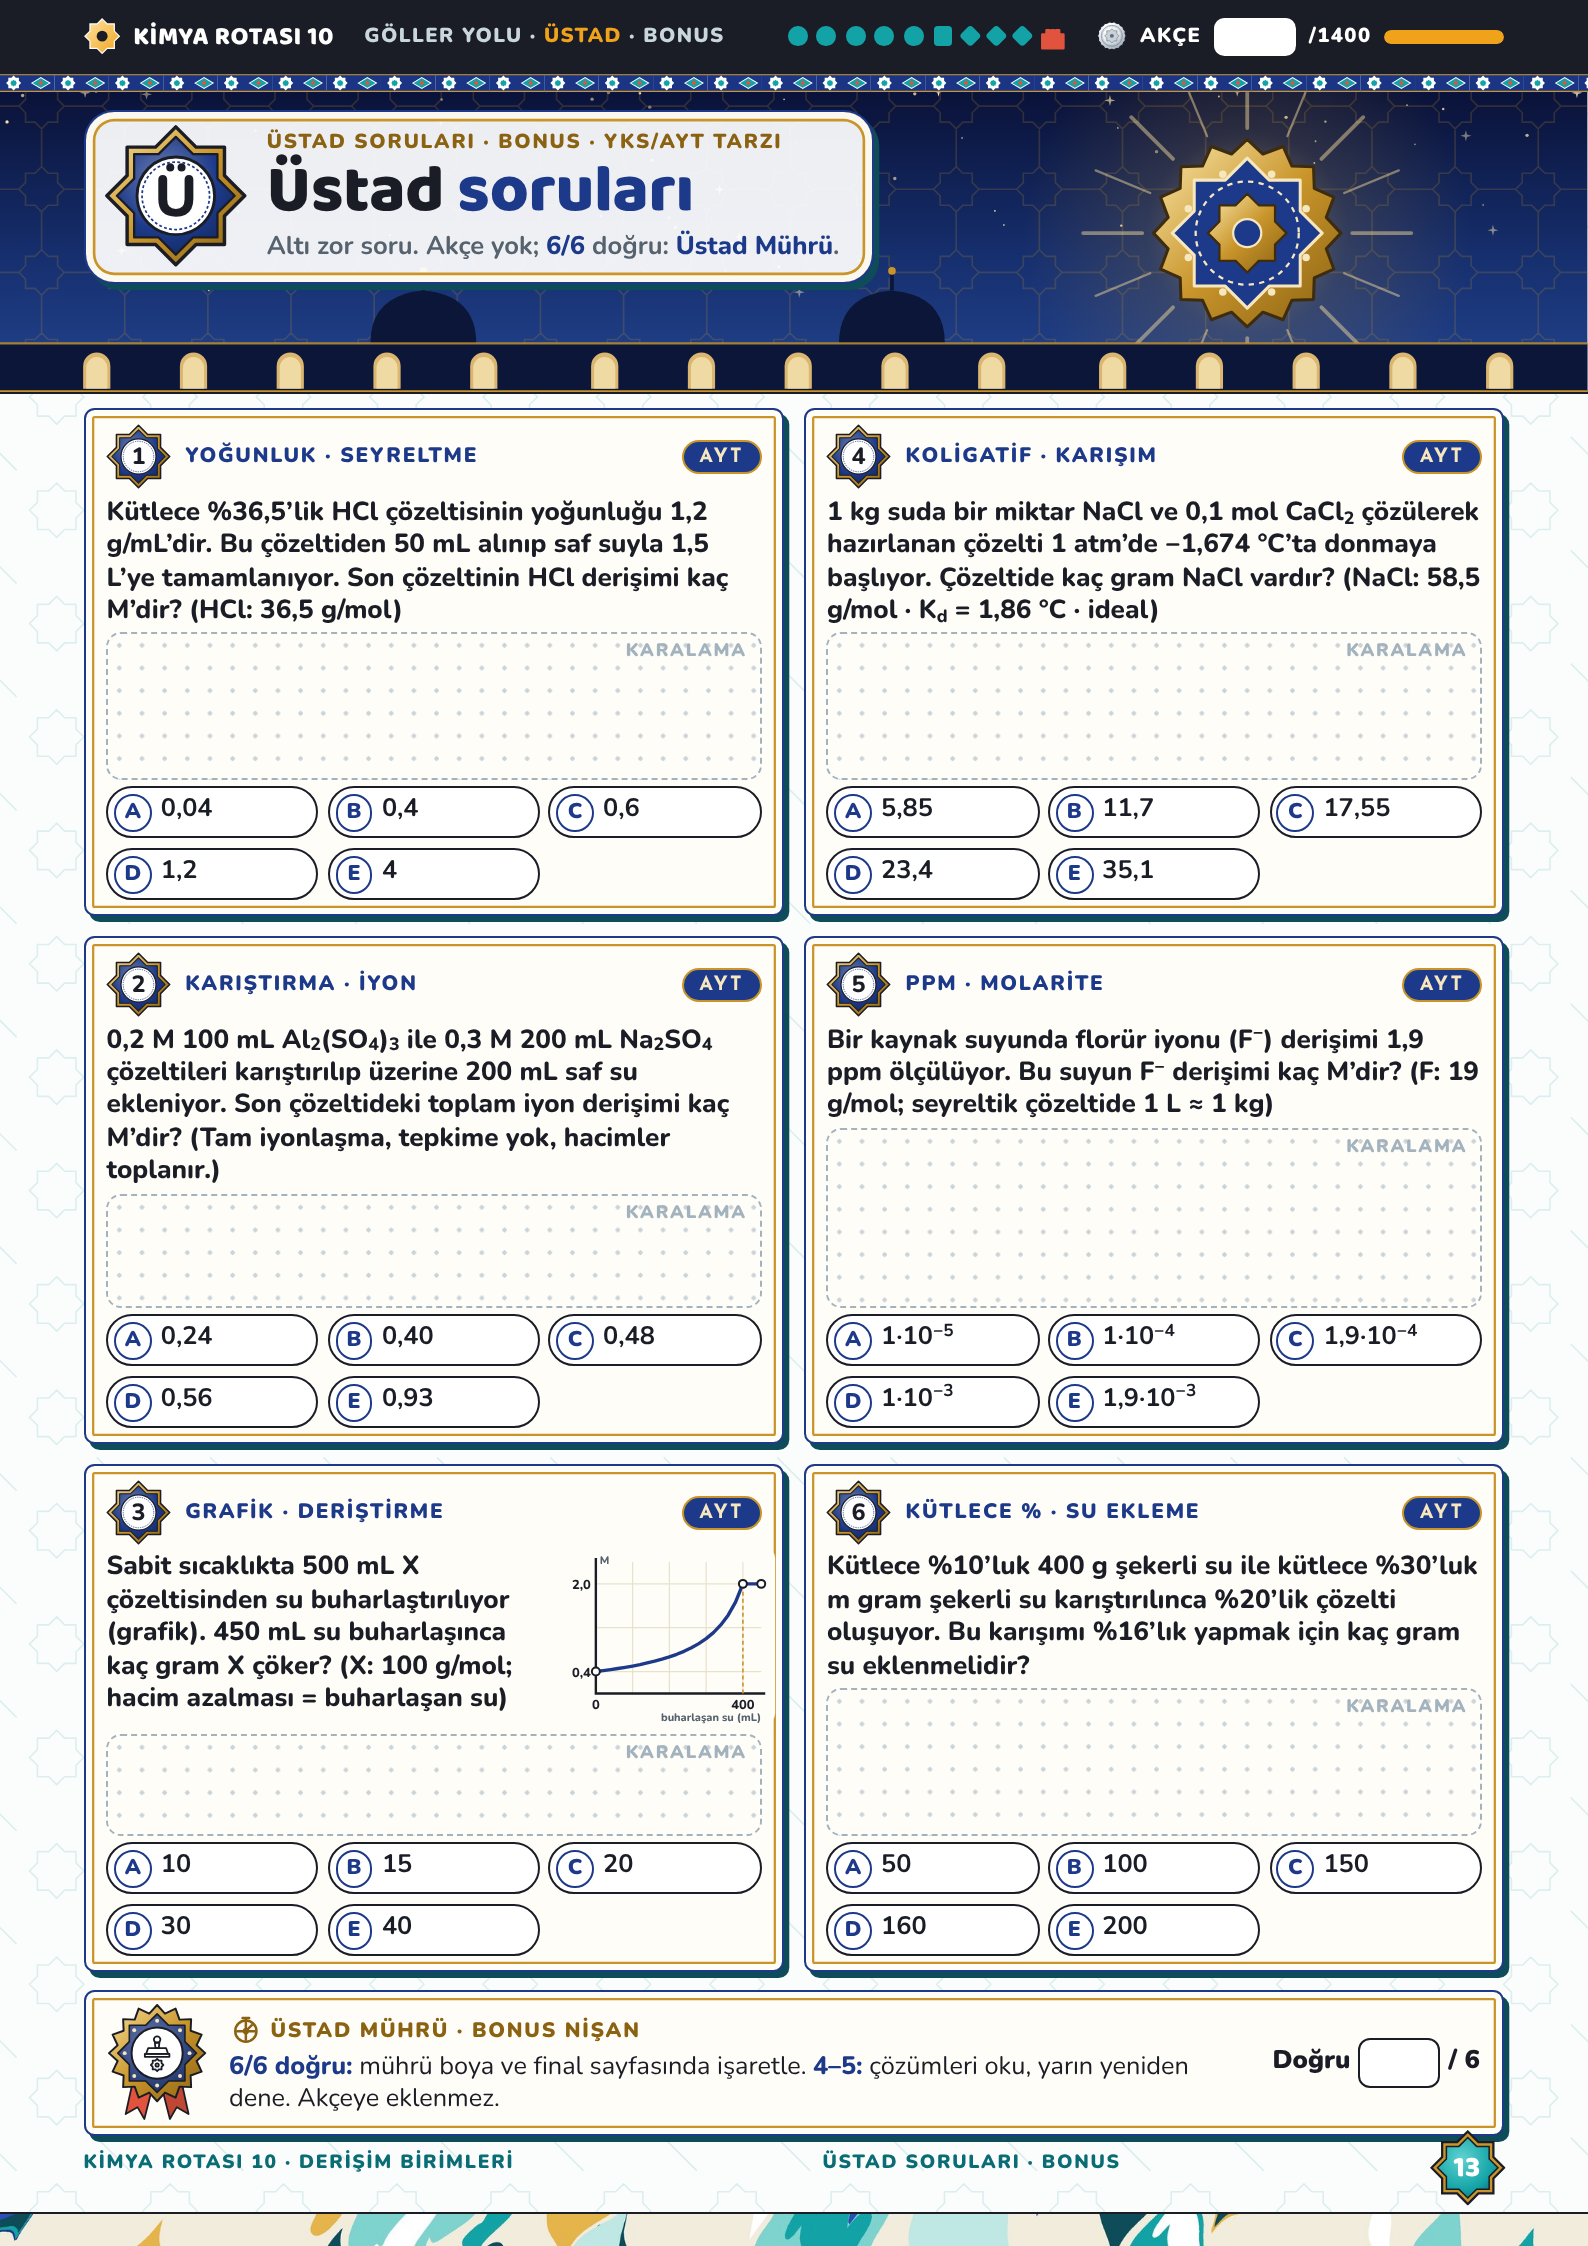 KİMYA ROTASI 10 GÖLLER YOLU · ÜSTAD · BONUS AKÇE /1400
ÜSTAD SORULARI · BONUS · YKS/AYT TARZI
Ü
Üstad soruları
Altı zor soru. Akçe yok; 6/6 doğru: Üstad Mührü.
1 YOĞUNLUK · SEYRELTME AYT
Kütlece %36,5’lik HCl çözeltisinin yoğunluğu 1,2
g/mL’dir. Bu çözeltiden 50 mL alınıp saf suyla 1,5
L’ye tamamlanıyor. Son çözeltinin HCl derişimi kaç
M’dir? (HCl: 36,5 g/mol)
KARALAMA
A 0,04 B 0,4 C 0,6
D 1,2 E 4
2 KARIŞTIRMA · İYON AYT
0,2 M 100 mL Al₂(SO₄)₃ ile 0,3 M 200 mL Na₂SO₄
çözeltileri karıştırılıp üzerine 200 mL saf su
ekleniyor. Son çözeltideki toplam iyon derişimi kaç
M’dir? (Tam iyonlaşma, tepkime yok, hacimler
toplanır.)
KARALAMA
A 0,24 B 0,40 C 0,48
D 0,56 E 0,93
3 GRAFİK · DERİŞTİRME AYT
Sabit sıcaklıkta 500 mL X
çözeltisinden su buharlaştırılıyor
(grafik). 450 mL su buharlaşınca
kaç gram X çöker? (X: 100 g/mol;
hacim azalması = buharlaşan su)
M
2,0
0,4
0 400
buharlaşan su (mL)
KARALAMA
A 10 B 15 C 20
D 30 E 40
4 KOLİGATİF · KARIŞIM AYT
1 kg suda bir miktar NaCl ve 0,1 mol CaCl₂ çözülerek
hazırlanan çözelti 1 atm’de −1,674 °C’ta donmaya
başlıyor. Çözeltide kaç gram NaCl vardır? (NaCl: 58,5
g/mol · K_d = 1,86 °C · ideal)
KARALAMA
A 5,85 B 11,7 C 17,55
D 23,4 E 35,1
5 PPM · MOLARİTE AYT
Bir kaynak suyunda florür iyonu (F⁻) derişimi 1,9
ppm ölçülüyor. Bu suyun F⁻ derişimi kaç M’dir? (F: 19
g/mol; seyreltik çözeltide 1 L ≈ 1 kg)
KARALAMA
A 1·10⁻⁵ B 1·10⁻⁴ C 1,9·10⁻⁴
D 1·10⁻³ E 1,9·10⁻³
6 KÜTLECE % · SU EKLEME AYT
Kütlece %10’luk 400 g şekerli su ile kütlece %30’luk
m gram şekerli su karıştırılınca %20’lik çözelti
oluşuyor. Bu karışımı %16’lık yapmak için kaç gram
su eklenmelidir?
KARALAMA
A 50 B 100 C 150
D 160 E 200
ÜSTAD MÜHRÜ · BONUS NİŞAN
6/6 doğru: mührü boya ve final sayfasında işaretle. 4–5: çözümleri oku, yarın yeniden
dene. Akçeye eklenmez.
Doğru / 6
KİMYA ROTASI 10 · DERİŞİM BİRİMLERİ ÜSTAD SORULARI · BONUS 13